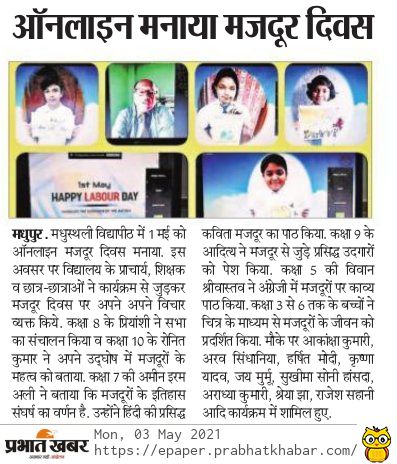 ऑनलाइन मनाया मजदूर दिवस
1st May
HAPPY LABOUR DAY
मधुपुर. मधुस्थली विद्यापीठ में 1 मई को
ऑनलाइन मजदूर दिवस मनाया. इस
अवसर पर विद्यालय के प्राचार्य, शिक्षक
व छात्र-छात्राओं ने कार्यक्रम से जुड़कर
मजदूर दिवस पर अपने अपने विचार
व्यक्त किये. कक्षा 8 के प्रियांशी ने सभा
का संचालन किया व कक्षा 10 के रोनित
कुमार ने अपने उद्घोष में मजदूरों के
महत्व को बताया. कक्षा 7 की अमीन इरम
अली ने बताया कि मजदूरों के इतिहास
संघर्ष का वर्णन है. उन्होंने हिंदी की प्रसिद्ध
कविता मजदूर का पाठ किया. कक्षा 9 के
आदित्य ने मजदूर से जुड़े प्रसिद्ध उदगारों
को पेश किया. कक्षा 5 की विवान
श्रीवास्तव ने अंग्रेजी में मजदूरों पर काव्य
पाठ किया. कक्षा 3 से 6 तक के बच्चों ने
चित्र के माध्यम से मजदूरों के जीवन को
प्रदर्शित किया. मौके पर आकांक्षा कुमारी,
अरव सिंधानिया, हर्षित मोदी, कृष्णा
यादव, जय मुर्मू, सुखीमा सोनी हांसदा,
अराध्या कुमारी, श्रेया झा, राजेश सहानी
आदि कार्यक्रम में शामिल हुए.
प्रभात खबर
अखबार नहीं आंदोलन
Mon, 03 May 2021
https://epaper.prabhatkhabar.com/